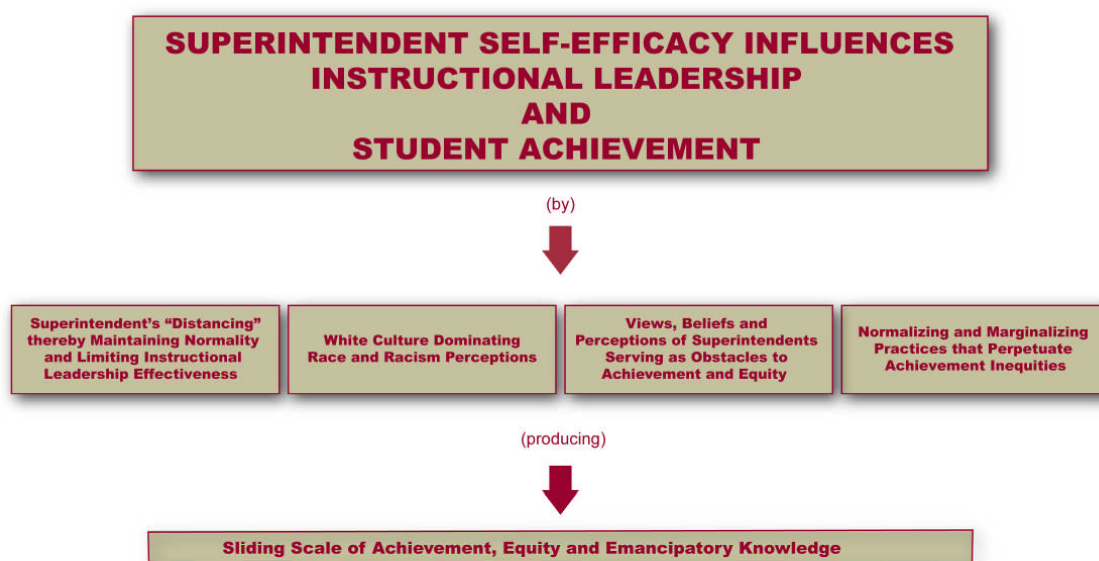 SUPERINTENDENT SELF-EFFICACY INFLUENCES
INSTRUCTIONAL LEADERSHIP
AND
STUDENT ACHIEVEMENT
(by)
Superintendent's “Distancing”
thereby Maintaining Normality
and Limiting Instructional
Leadership Effectiveness
White Culture Dominating
Race and Racism Perceptions
Views, Beliefs and
Perceptions of Superintendents
Serving as Obstacles to
Achievement and Equity
Normalizing and Marginalizing
Practices that Perpetuate
Achievement Inequities
(producing)
Sliding Scale of Achievement, Equity and Emancipatory Knowledge